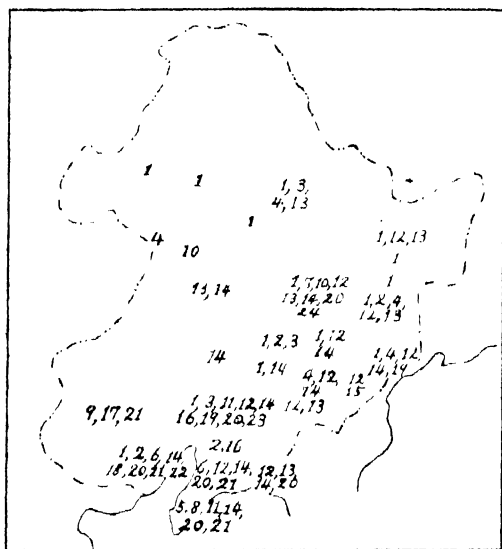 1
1
1, 3,
4, 13
1
4
10
1, 12, 13
1
1
1, 7, 10, 12
13, 14, 20
24
1, 2, 4,
12, 13
14
1, 2, 3
1, 12
14
14
1, 14
1, 4, 12
14, 19
4, 12,
14
12
15
1, 3, 11, 12, 14
16, 19, 20, 23
12, 13
9, 17, 21
2, 16
1, 2, 6, 14
18, 20, 21, 22
6, 12, 14,
20, 21
12, 13
14, 20
5, 8, 11, 14,
20, 21